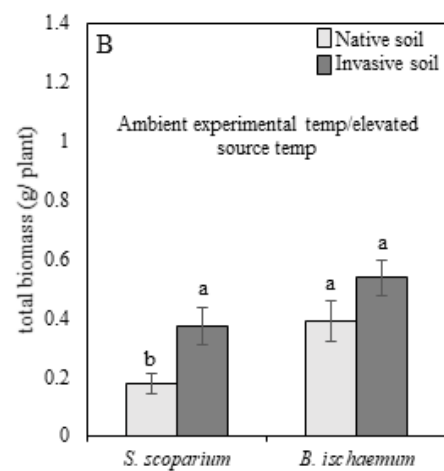 B
Native soil
Invasive soil
Ambient experimental temp/elevated
source temp
total biomass (g/ plant)
1.4
1.2
1
0.8
0.6
0.4
0.2
0
b
a
a
a
S. scoparium
B. ischaemum